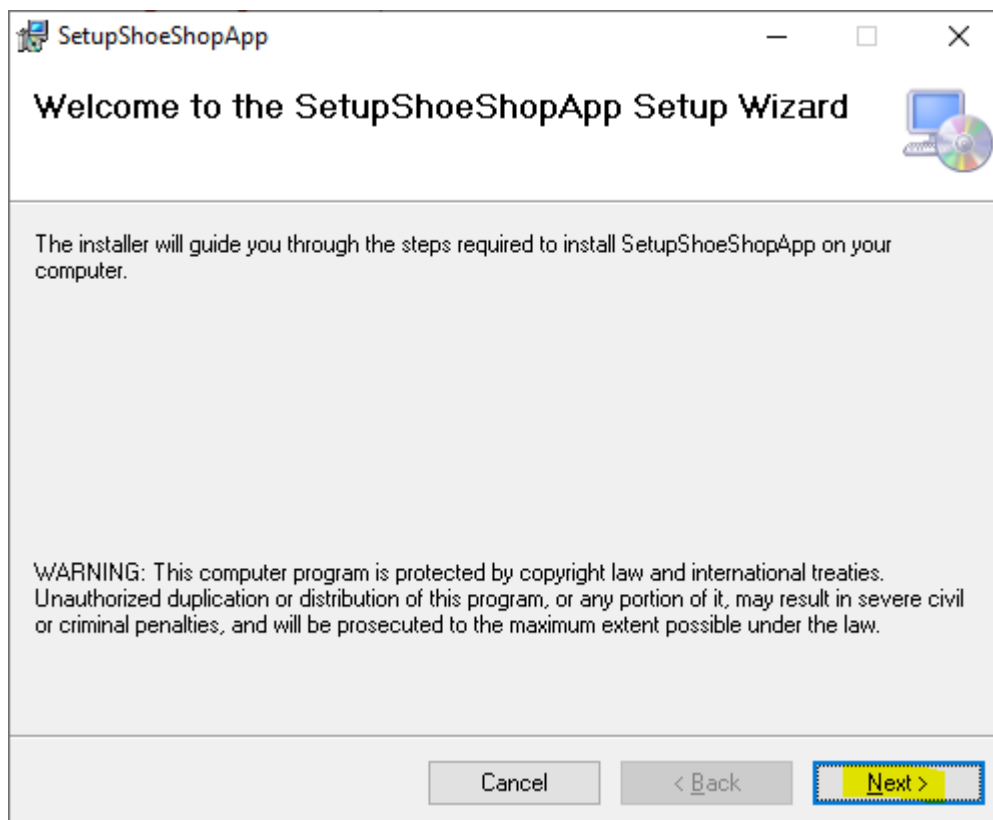 SetupShoeShopApp
Welcome to the SetupShoeShopApp Setup Wizard
The installer will guide you through the steps required to install SetupShoeShopApp on your
computer.
WARNING: This computer program is protected by copyright law and international treaties.
Unauthorized duplication or distribution of this program, or any portion of it, may result in severe civil
or criminal penalties, and will be prosecuted to the maximum extent possible under the law.
Cancel < Back Next >